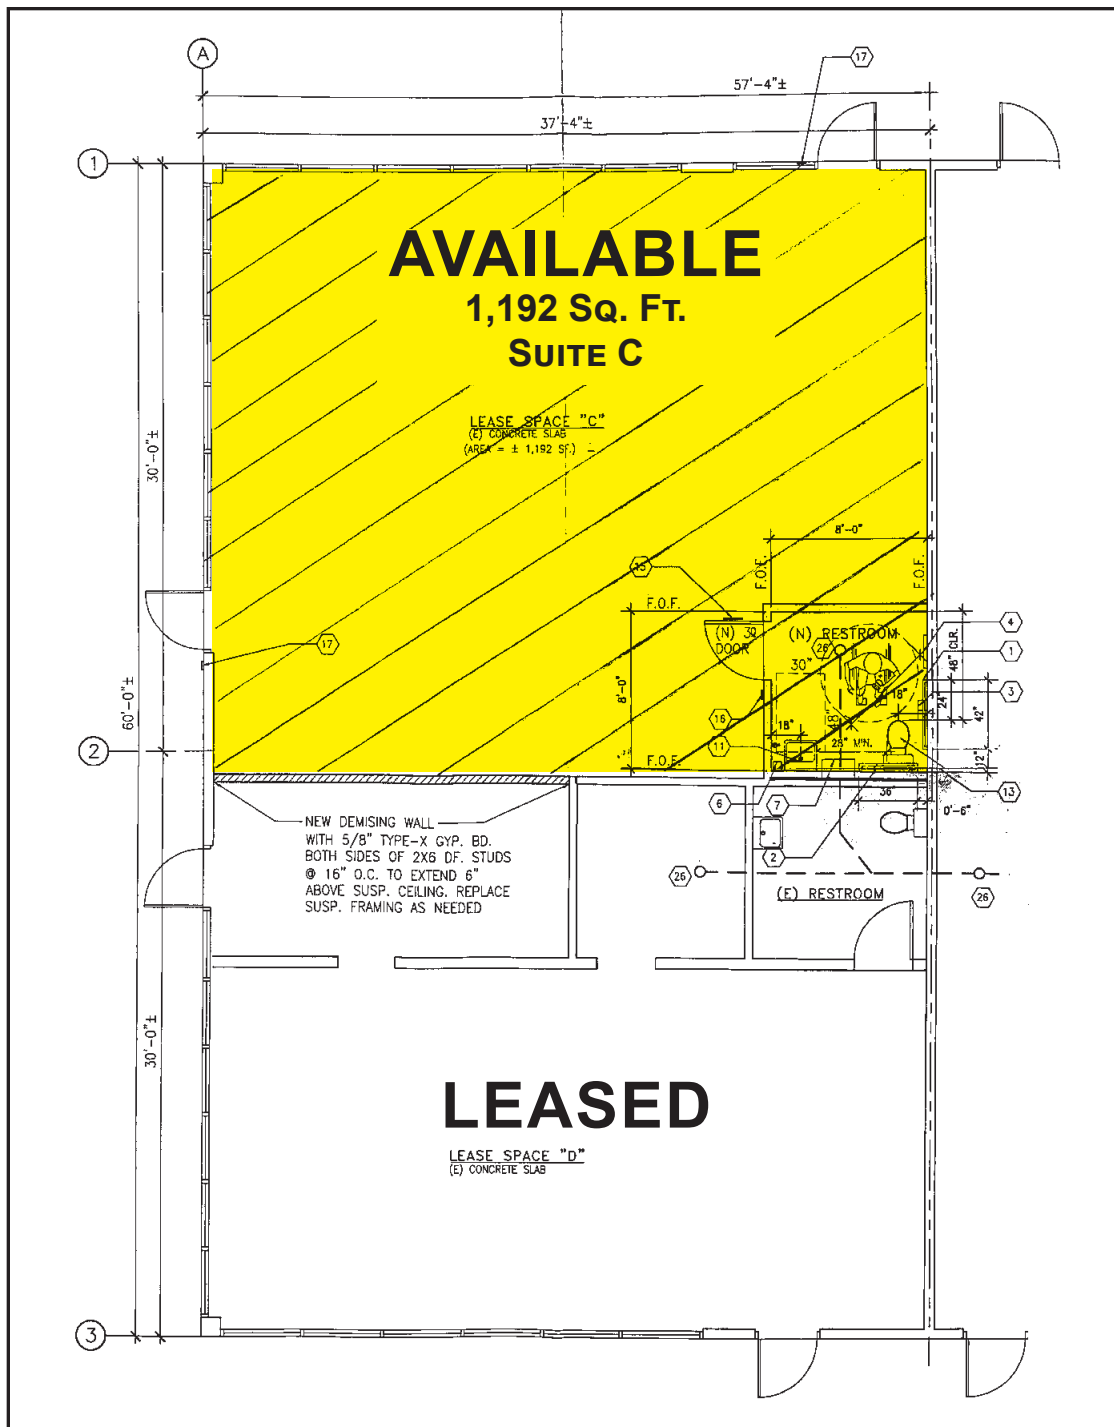 A
17
57'-4"±
37'-4"±
1
AVAILABLE
1,192 SQ. FT.
SUITE C
LEASE SPACE "C"
(E) CONCRETE SLAB
(AREA = ± 1,192 SF.)
30'-0"±
8'-0"
F.O.F.
F.O.F.
15
F.O.F.
(N) 30
DOOR
(N) RESTROOM
26
4
17
30"
48" CLR.
1
18"
3
24"
42"
60'-0"±
8'-0"
16
18"
48"
2
11
28" MIN.
F.O.F.
12"
6
7
36"
13
0'-6"
NEW DEMISING WALL
WITH 5/8" TYPE-X GYP. BD.
BOTH SIDES OF 2X6 DF. STUDS
@ 16" O.C. TO EXTEND 6"
ABOVE SUSP. CEILING. REPLACE
SUSP. FRAMING AS NEEDED
2
26
(E) RESTROOM
26
30'-0"±
LEASED
LEASE SPACE "D"
(E) CONCRETE SLAB
3